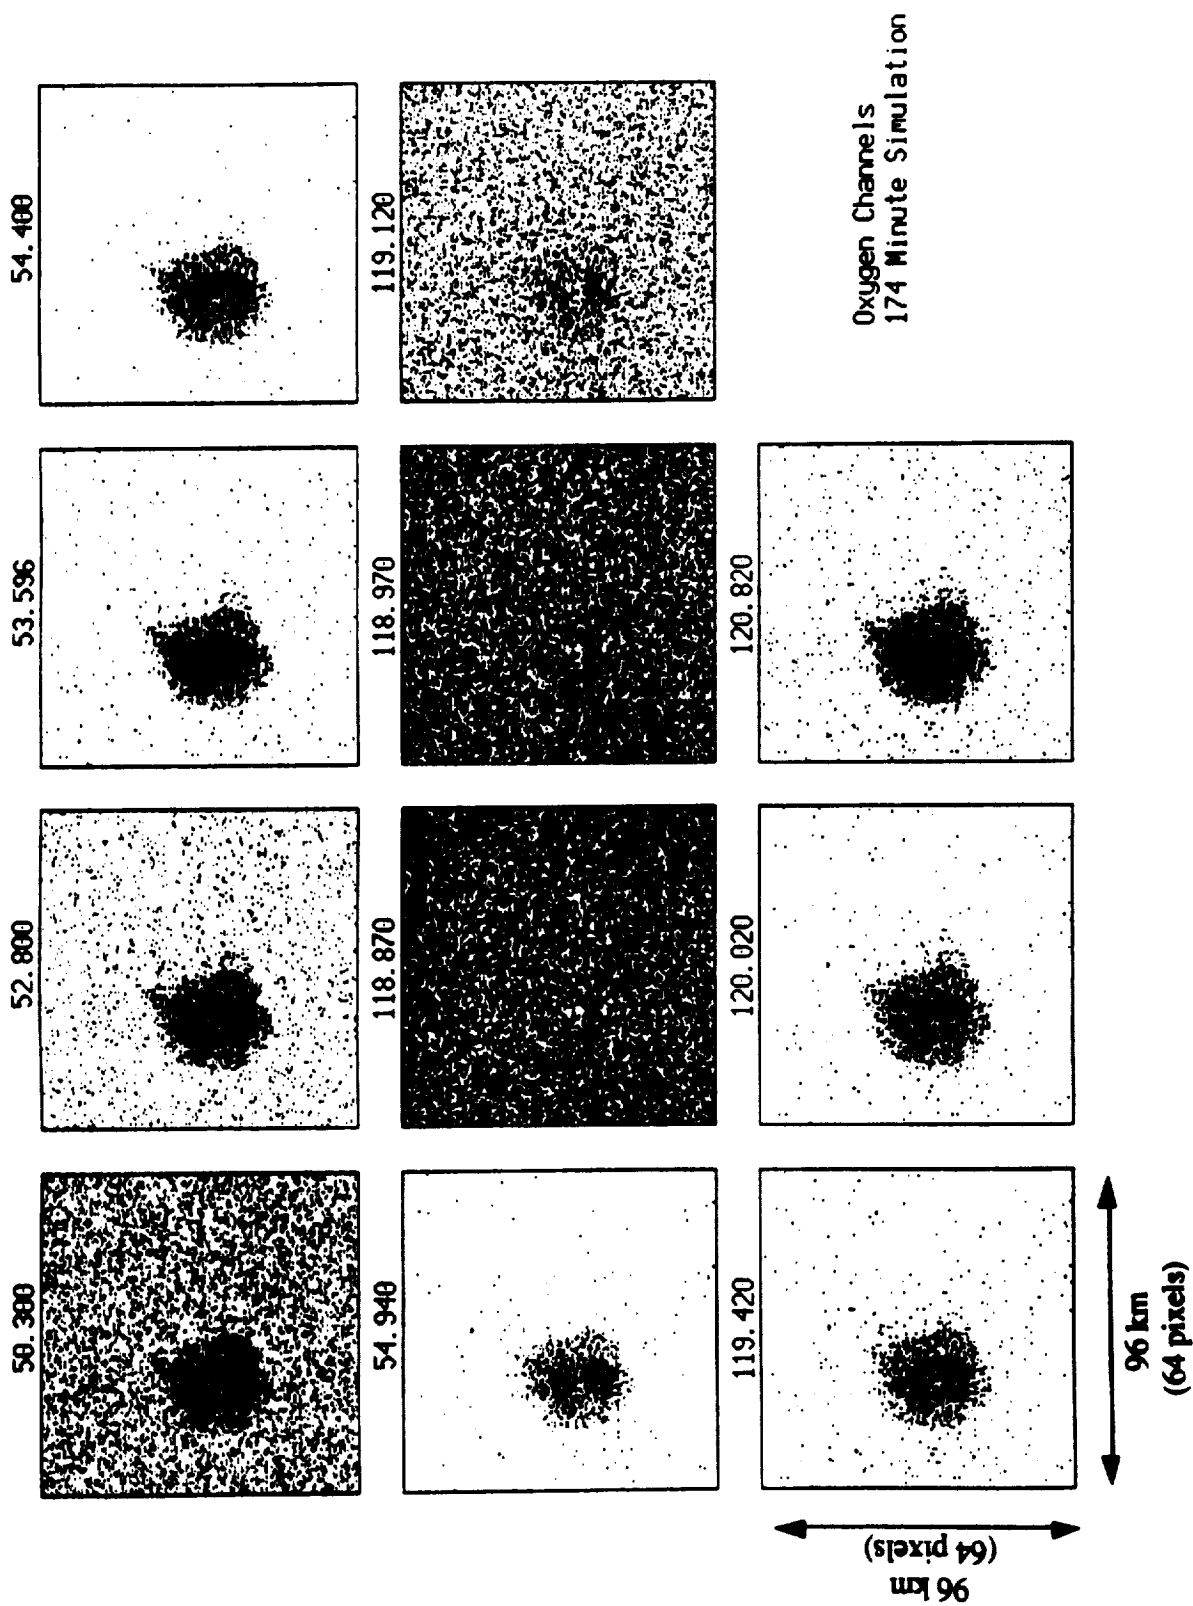 50.300
52.800
53.596
54.400
54.940
118.870
118.970
119.120
119.420
120.020
120.820
Oxygen Channels
174 Minute Simulation
96 km
(64 pixels)
96 km
(64 pixels)